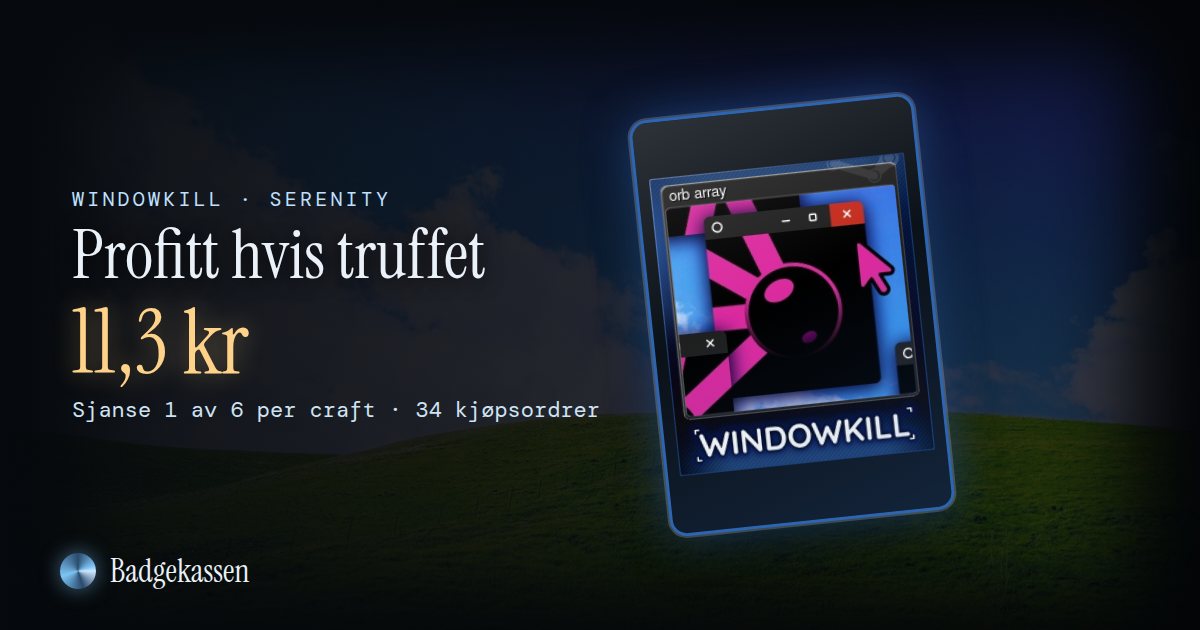 WINDOWKILL · SERENITY
Profitt hvis truffet
11,3 kr
Sjanse 1 av 6 per craft · 34 kjøpsordrer
orb array
WINDOWKILL
Badgekassen